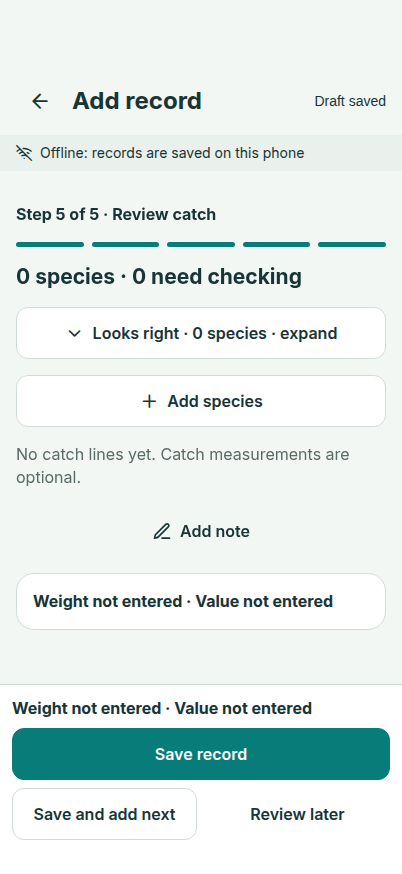 Add record
Draft saved
Offline: records are saved on this phone
Step 5 of 5 · Review catch
0 species · 0 need checking
Looks right · 0 species · expand
Add species
No catch lines yet. Catch measurements are
optional.
Add note
Weight not entered · Value not entered
Weight not entered · Value not entered
Save record
Save and add next
Review later